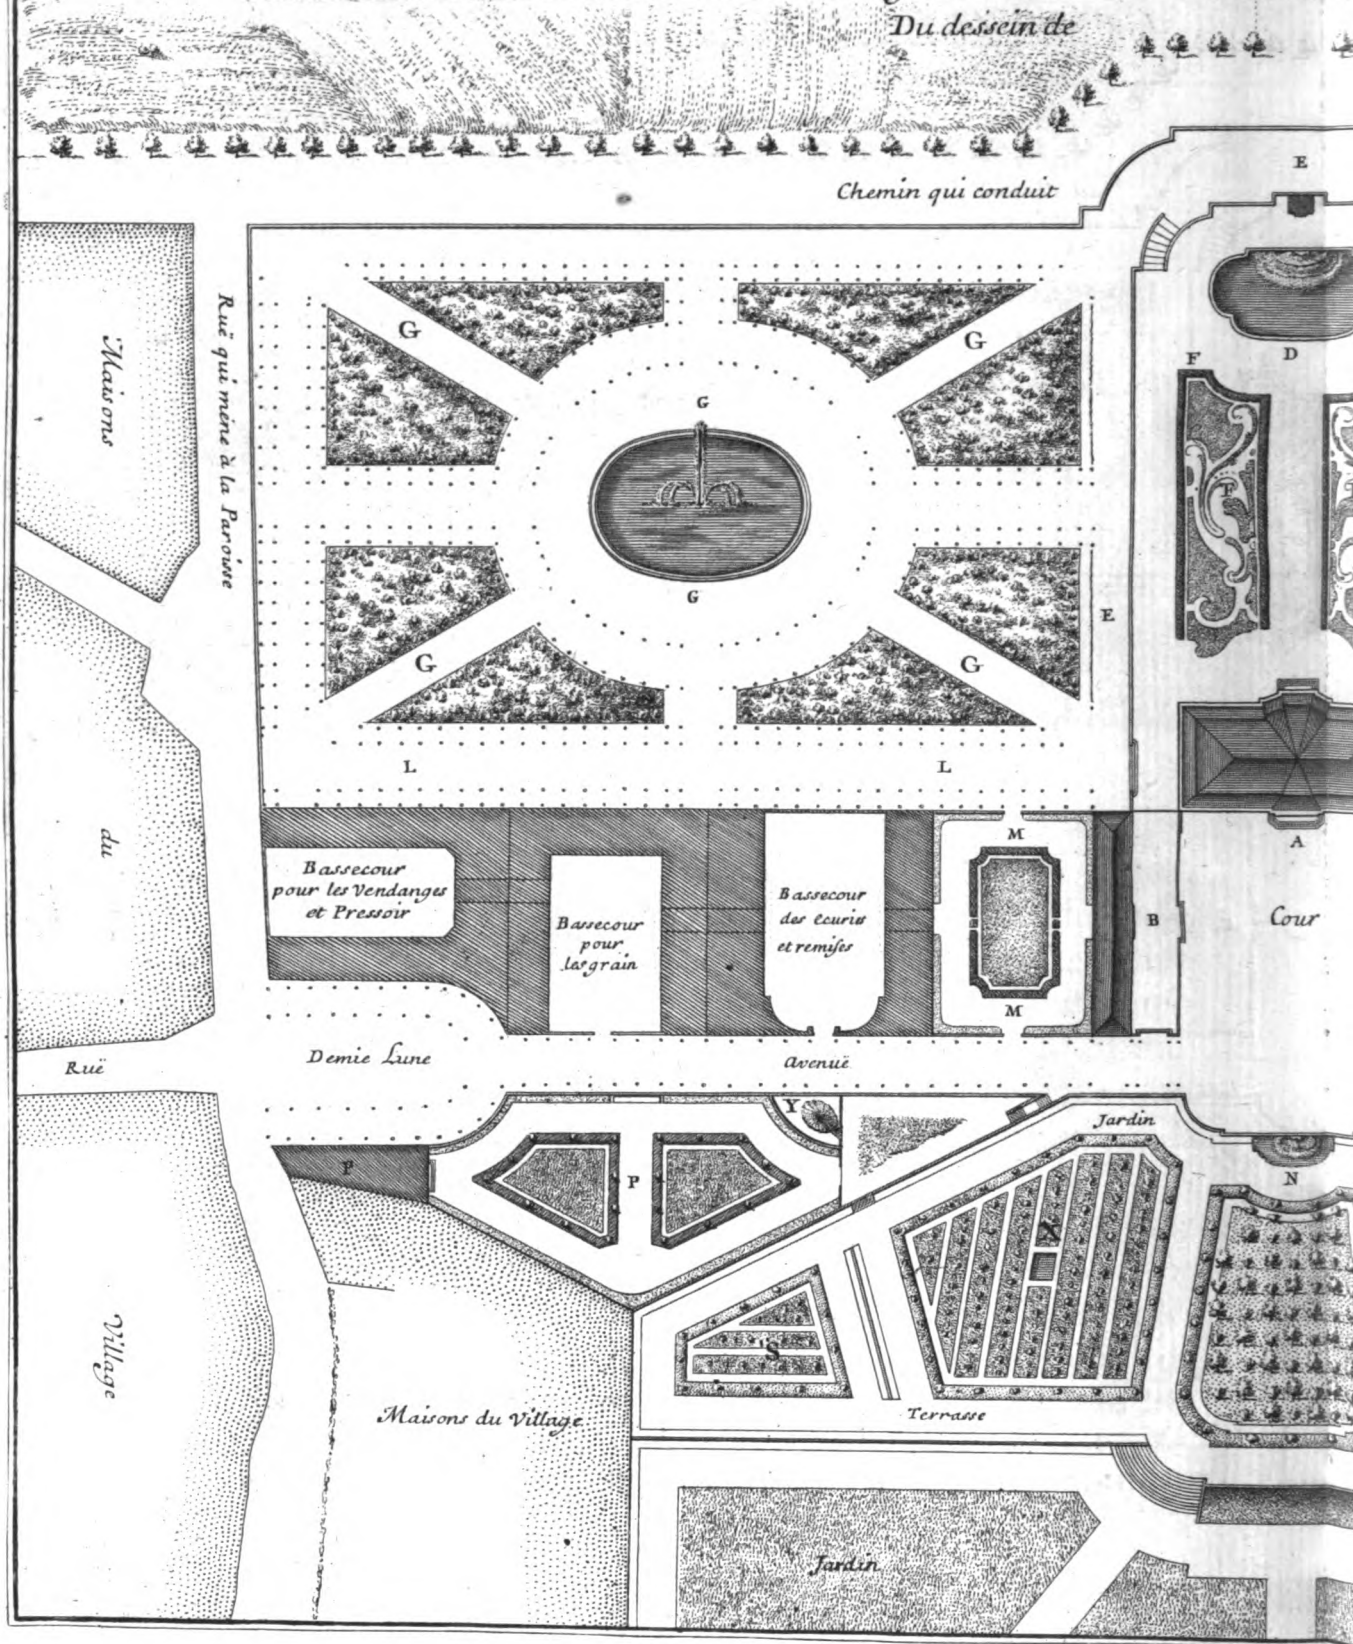 Du dessein de
Chemin qui conduit
E
Maisons
Ruë qui mène à la Paroisse
G
G
G
D
F
F
G
E
G
G
L
L
M
A
Bassecour
pour les Vendanges
et Pressoir
Bassecour
pour
les grain
Bassecour
des écuries
et remises
B
Cour
M
du
Demie Lune
Avenuë
Ruë
Y
Jardin
P
P
N
X
S
Village
Maisons du Village
Terrasse
Jardin